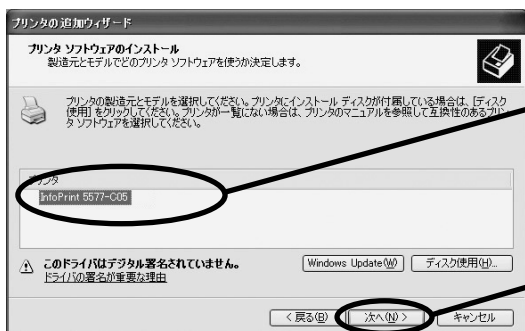 プリンタの追加ウィザード
プリンタ ソフトウェアのインストール
製造元とモデルでどのプリンタ ソフトウェアを使うか決定します。
プリンタの製造元とモデルを選択してください。プリンタにインストール ディスクが付属している場合は、[ディスク
使用] をクリックしてください。プリンタが一覧にない場合は、プリンタのマニュアルを参照して互換性のあるプリン
タ ソフトウェアを選択してください。
プリンタ
InfoPrint 5577-C05
このドライバはデジタル署名されていません。
ドライバの署名が重要な理由
Windows Update(W)
ディスク使用(H)...
< 戻る(B)
次へ(N) >
キャンセル